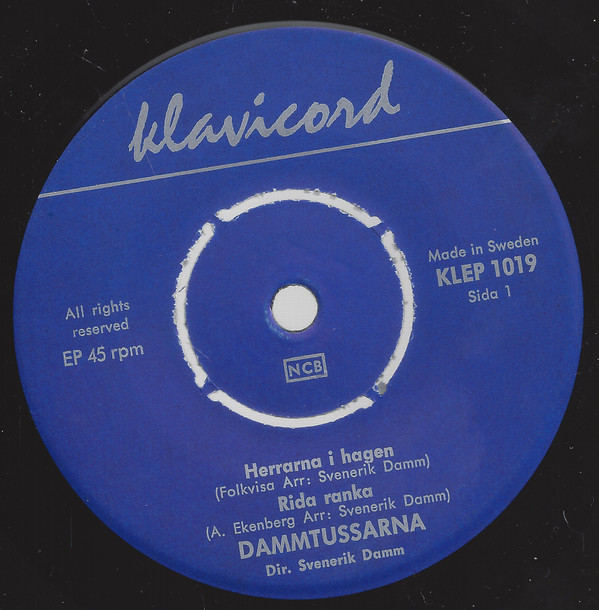 klavicord
Made in Sweden
KLEP 1019
Sida 1
All rights
reserved
EP 45 rpm
NCB
Herrarna i hagen
(Folkvisa Arr: Svenerik Damm)
Rida ranka
(A. Ekenberg Arr: Svenerik Damm)
DAMMTUSSARNA
Dir. Svenerik Damm